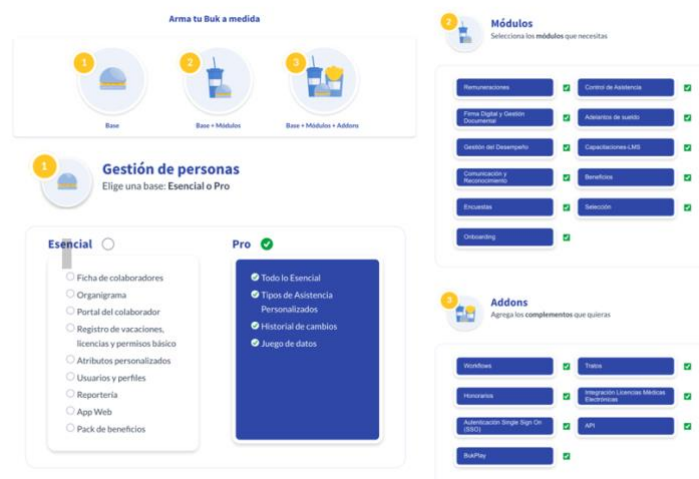 Arma tu Buk a medida
1
2
3
Base
Base + Módulos
Base + Módulos + Addons
1
Gestión de personas
Elige una base: Esencial o Pro
Esencial
Ficha de colaboradores
Organigrama
Portal del colaborador
Registro de vacaciones,
licencias y permisos básico
Atributos personalizados
Usuarios y perfiles
Reportería
App Web
Pack de beneficios
Pro
Todo lo Esencial
Tipos de Asistencia
Personalizados
Historial de cambios
Juego de datos
2
Módulos
Selecciona los módulos que necesitas
Remuneraciones
Control de Asistencia
Firma Digital y Gestión
Documental
Adelantos de sueldo
Gestión del Desempeño
Capacitaciones-LMS
Comunicación y
Reconocimiento
Beneficios
Encuestas
Selección
Onboarding
3
Addons
Agrega los complementos que quieras
Workflows
Tratos
Honorarios
Integración Licencias Médicas
Electrónicas
Autenticación Single Sign On
(SSO)
API
BukPlay